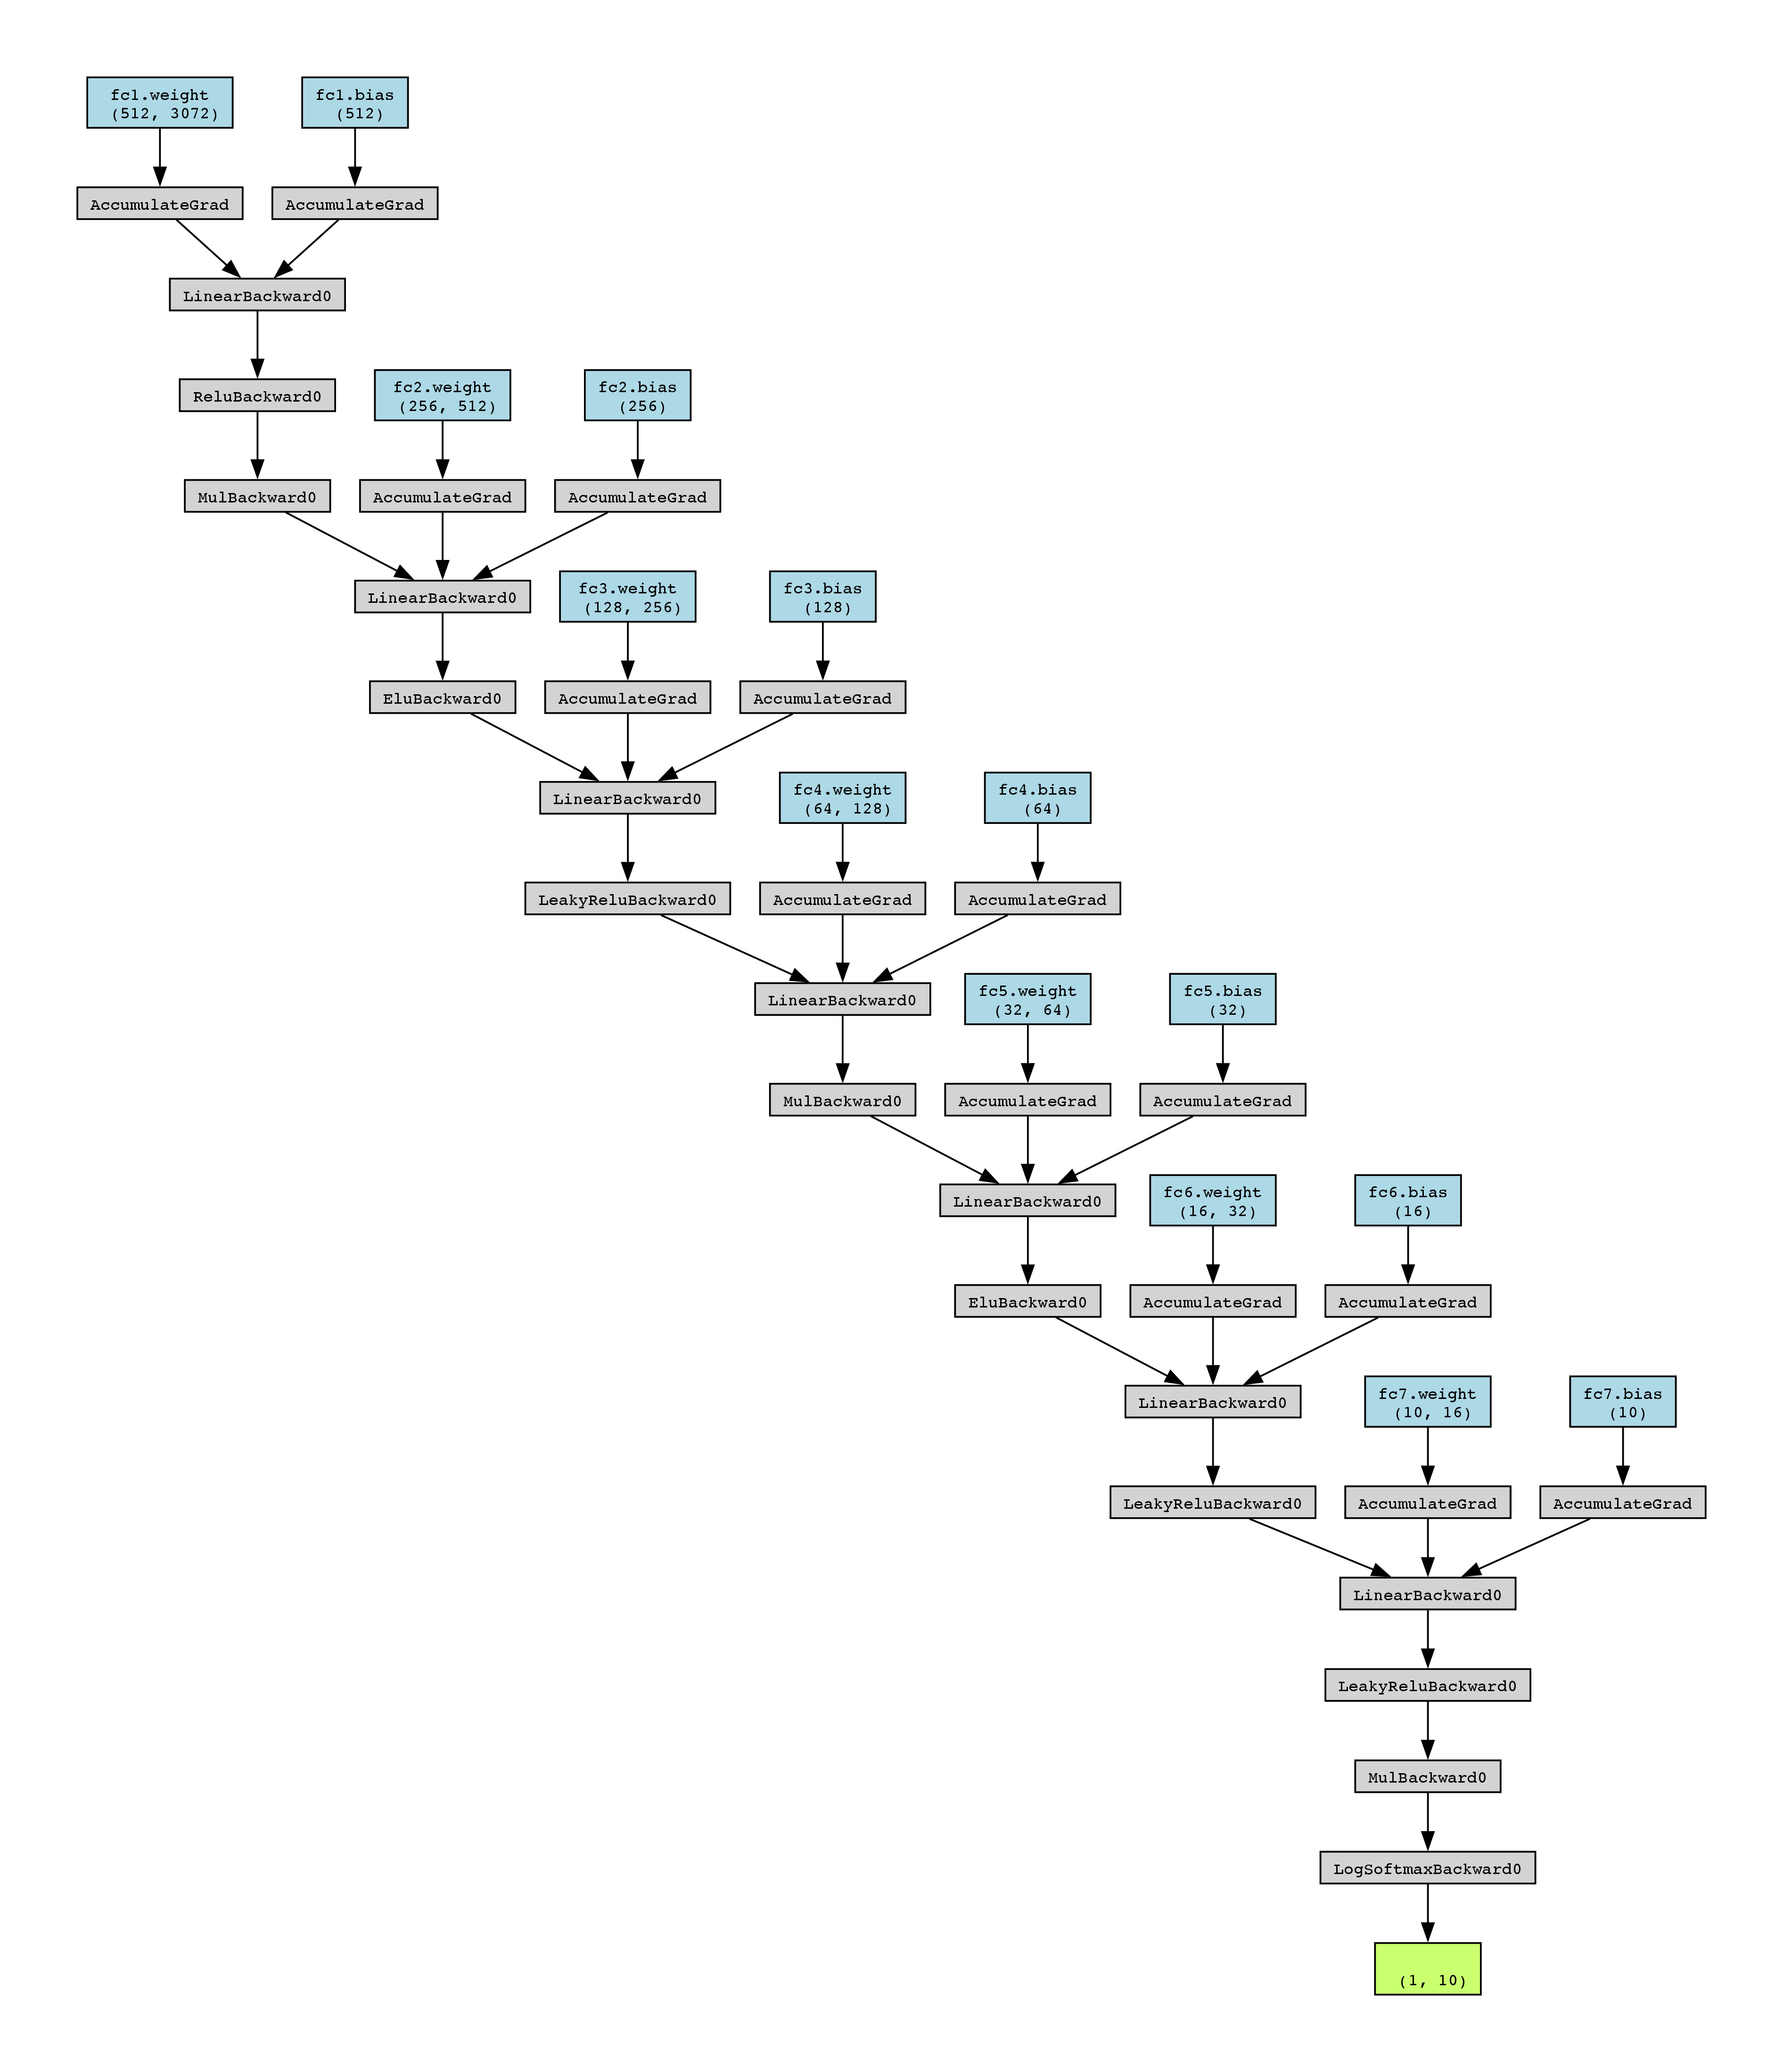 fc1.weight
(512, 3072)
fc1.bias
(512)
AccumulateGrad
AccumulateGrad
LinearBackward0
ReluBackward0
fc2.weight
(256, 512)
fc2.bias
(256)
MulBackward0
AccumulateGrad
AccumulateGrad
LinearBackward0
fc3.weight
(128, 256)
fc3.bias
(128)
EluBackward0
AccumulateGrad
AccumulateGrad
LinearBackward0
fc4.weight
(64, 128)
fc4.bias
(64)
LeakyReluBackward0
AccumulateGrad
AccumulateGrad
LinearBackward0
fc5.weight
(32, 64)
fc5.bias
(32)
MulBackward0
AccumulateGrad
AccumulateGrad
LinearBackward0
fc6.weight
(16, 32)
fc6.bias
(16)
EluBackward0
AccumulateGrad
AccumulateGrad
LinearBackward0
fc7.weight
(10, 16)
fc7.bias
(10)
LeakyReluBackward0
AccumulateGrad
AccumulateGrad
LinearBackward0
LeakyReluBackward0
MulBackward0
LogSoftmaxBackward0
(1, 10)